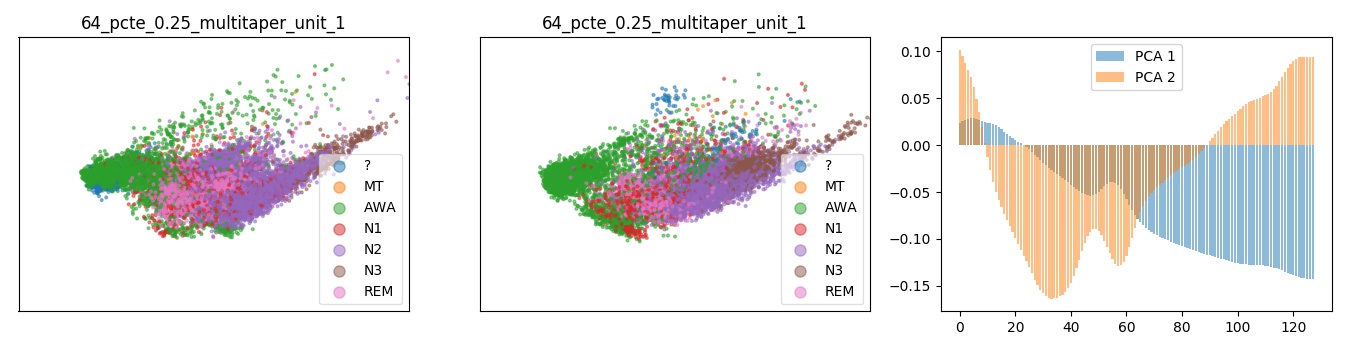 64_pcte_0.25_multitaper_unit_1
?
MT
AWA
N1
N2
N3
REM
64_pcte_0.25_multitaper_unit_1
?
MT
AWA
N1
N2
N3
REM
PCA 1
PCA 2
0.10
0.05
0.00
−0.05
−0.10
−0.15
0 20 40 60 80 100 120